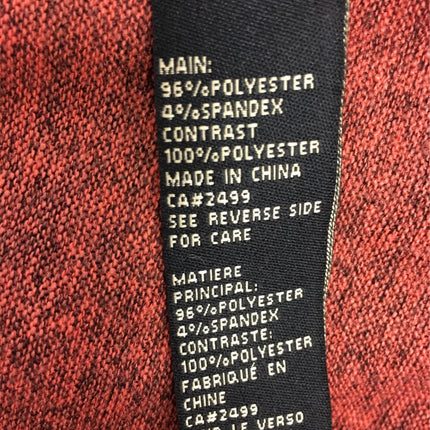 MAIN:
96%POLYESTER
4%SPANDEX
CONTRAST
100%POLYESTER
MADE IN CHINA
CA#2499
SEE REVERSE SIDE
FOR CARE
MATIERE
PRINCIPAL:
96%POLYESTER
4%SPANDEX
CONTRASTE:
100%POLYESTER
FABRIQUÉ EN
CHINE
CA#2499
LE VERSO